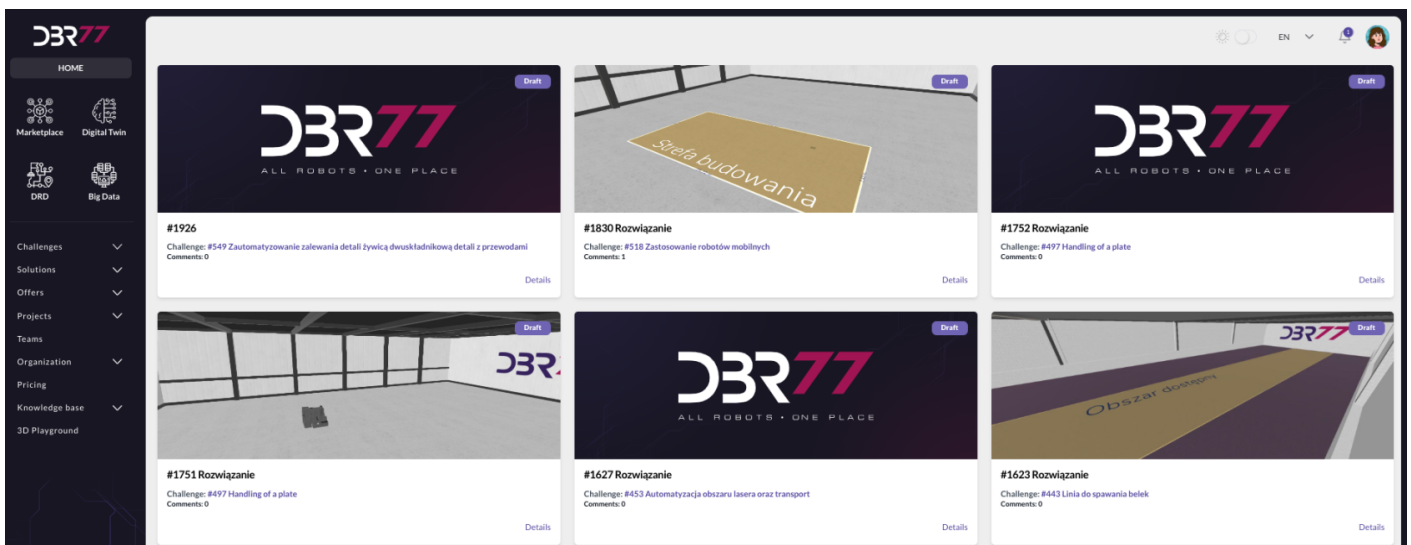 DBR77
HOME
Marketplace
Digital Twin
DRD
Big Data
Challenges
Solutions
Offers
Projects
Teams
Organization
Pricing
Knowledge base
3D Playground
EN
1
Draft
DBR77
ALL ROBOTS • ONE PLACE
#1926
Challenge: #549 Zautomatyzowanie zalewania detali żywicą dwuskładnikową detali z przewodami
Comments: 0
Details
Draft
Strefa budowania
#1830 Rozwiązanie
Challenge: #518 Zastosowanie robotów mobilnych
Comments: 1
Details
Draft
DBR77
ALL ROBOTS • ONE PLACE
#1752 Rozwiązanie
Challenge: #497 Handling of a plate
Comments: 0
Details
Draft
DBR
#1751 Rozwiązanie
Challenge: #497 Handling of a plate
Comments: 0
Details
Draft
DBR77
ALL ROBOTS • ONE PLACE
#1627 Rozwiązanie
Challenge: #453 Automatyzacja obszaru lasera oraz transport
Comments: 0
Details
Draft
DBR77
Obszar dostępny
#1623 Rozwiązanie
Challenge: #443 Linia do spawania belek
Comments: 0
Details